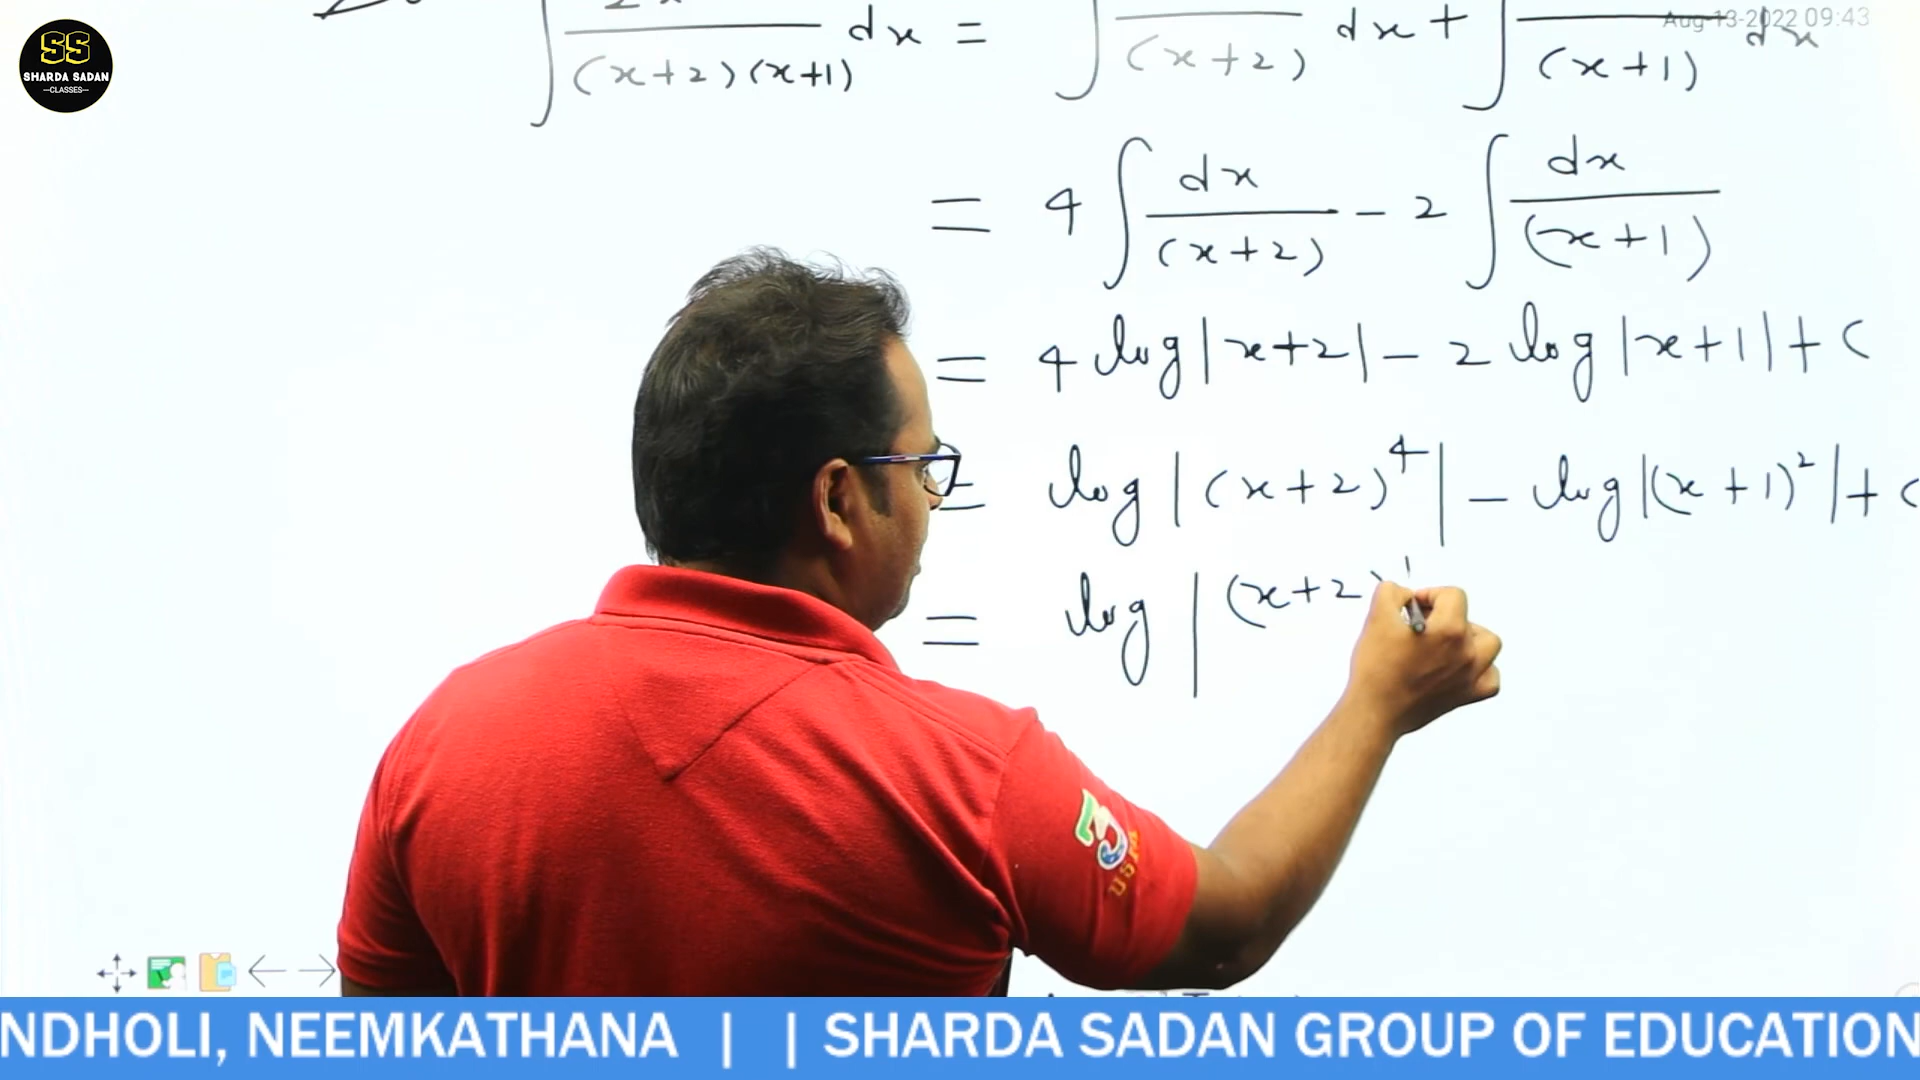 SS
SHARDA SADAN
—CLASSES—
Aug-13-2022 09:43
∫ 2x / (x+2)(x+1) dx = ∫ / (x+2) dx + ∫ / (x+1) dx
= 4 ∫ dx / (x+2) - 2 ∫ dx / (x+1)
= 4 log|x+2| - 2 log|x+1| + C
= log|(x+2)^4| - log|(x+1)^2| + C
= log | (x+2)
3
USPA
NDHOLI, NEEMKATHANA | | SHARDA SADAN GROUP OF EDUCATION